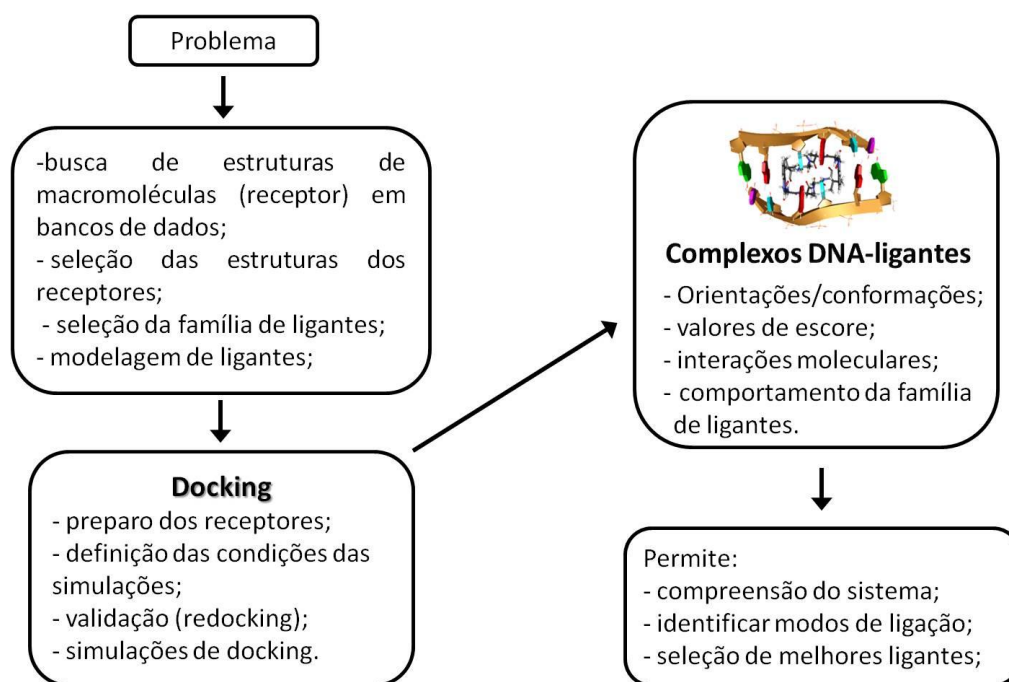 Problema
-busca de estruturas de
macromoléculas (receptor) em
bancos de dados;
- seleção das estruturas dos
receptores;
- seleção da família de ligantes;
- modelagem de ligantes;
Docking
- preparo dos receptores;
- definição das condições das
simulações;
- validação (redocking);
- simulações de docking.
Complexos DNA-ligantes
- Orientações/conformações;
- valores de escore;
- interações moleculares;
- comportamento da família
de ligantes.
Permite:
- compreensão do sistema;
- identificar modos de ligação;
- seleção de melhores ligantes;